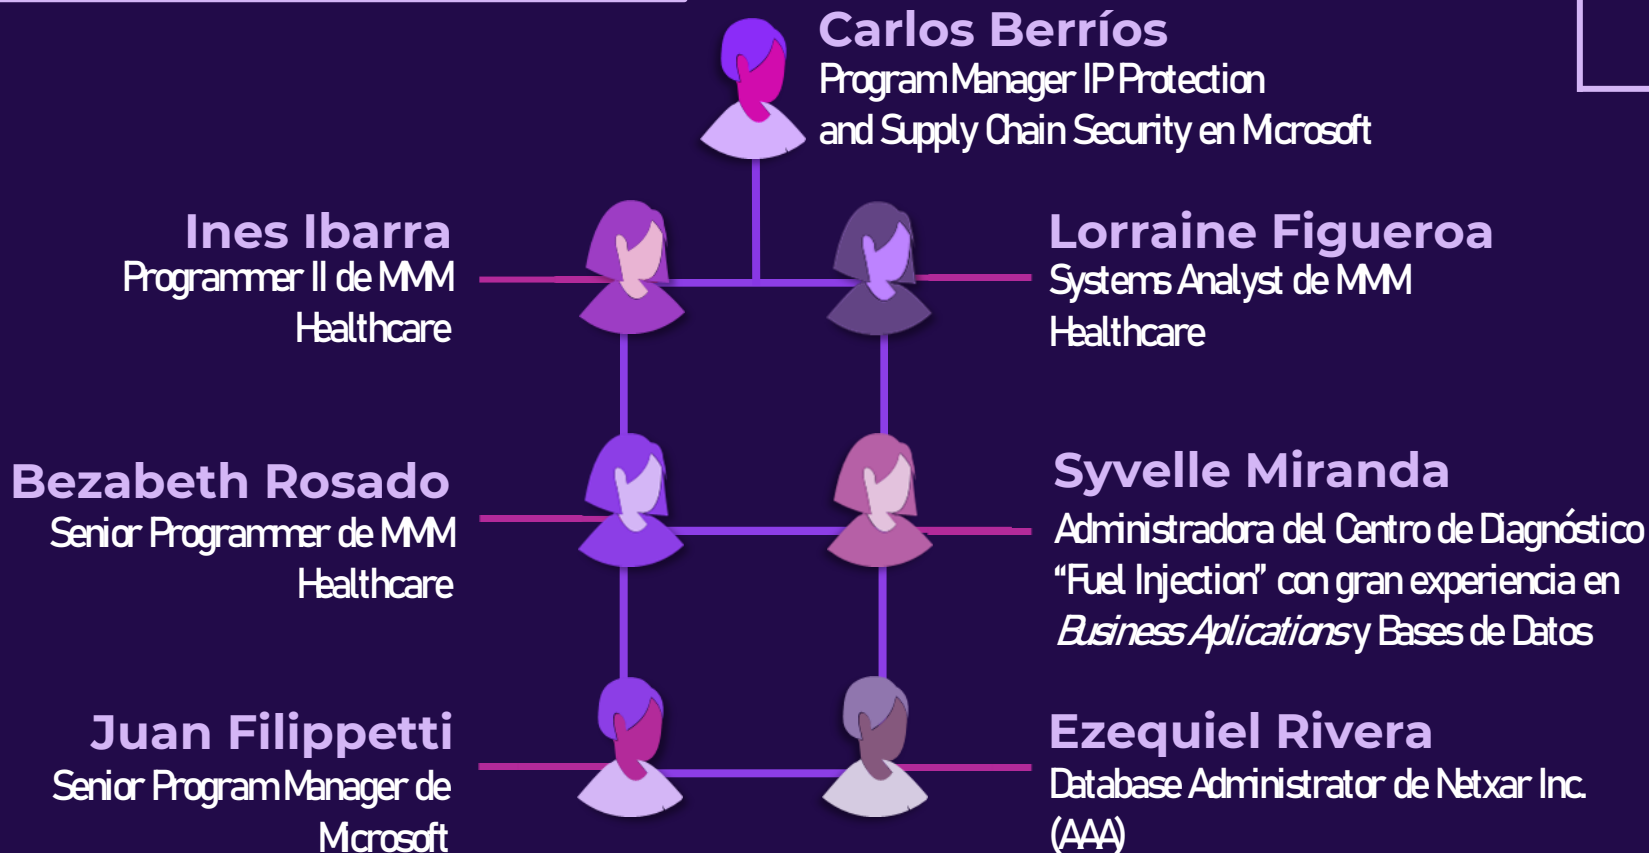 Carlos Berríos
Program Manager IP Protection
and Supply Chain Security en Microsoft
Ines Ibarra
Programmer II de MMM
Healthcare
Lorraine Figueroa
Systems Analyst de MMM
Healthcare
Bezabeth Rosado
Senior Programmer de MMM
Healthcare
Syvelle Miranda
Administradora del Centro de Diagnóstico
“Fuel Injection” con gran experiencia en
Business Aplications y Bases de Datos
Juan Filippetti
Senior Program Manager de
Microsoft
Ezequiel Rivera
Database Administrator de Netxar Inc.
(AAA)